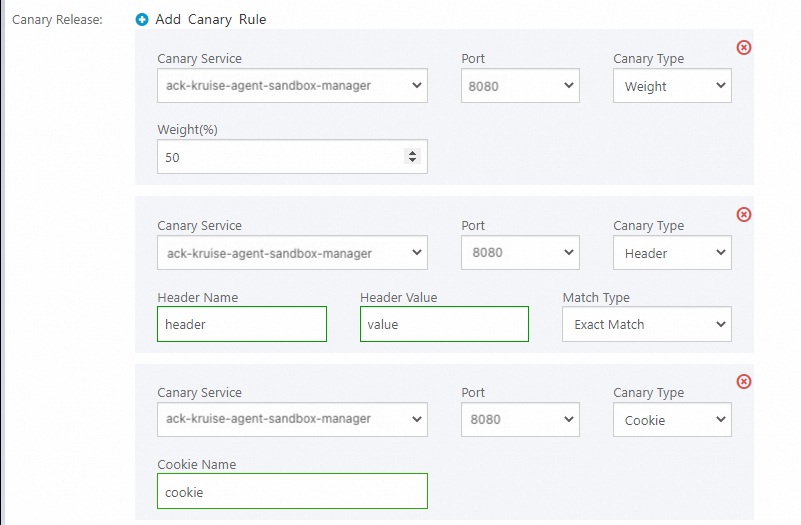 Canary Release: Add Canary Rule
Canary Service Port Canary Type
ack-kruise-agent-sandbox-manager 8080 Weight
Weight(%)
50
Canary Service Port Canary Type
ack-kruise-agent-sandbox-manager 8080 Header
Header Name Header Value Match Type
header value Exact Match
Canary Service Port Canary Type
ack-kruise-agent-sandbox-manager 8080 Cookie
Cookie Name
cookie